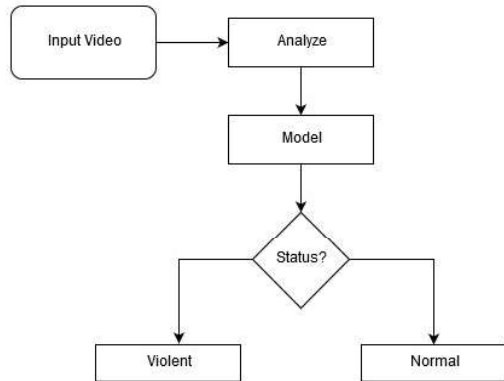 Input Video
Analyze
Model
Status?
Violent
Normal